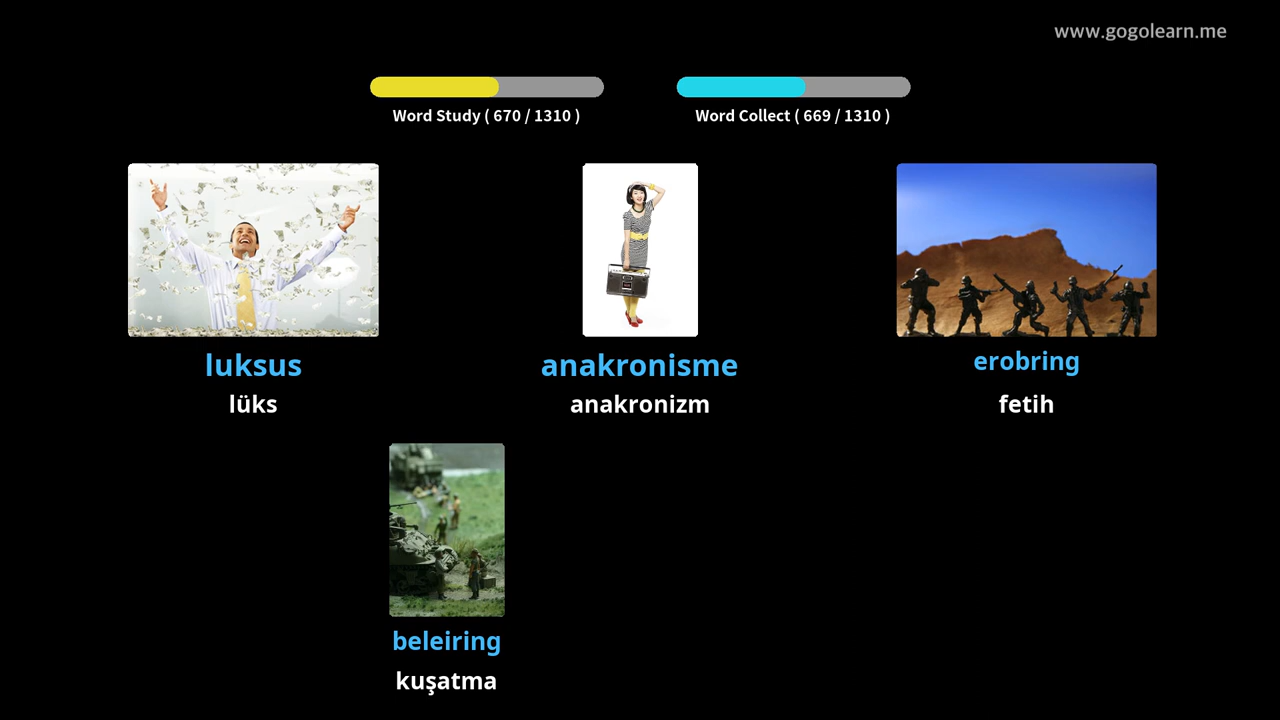 www.gogolearn.me
Word Study ( 670 / 1310 )
Word Collect ( 669 / 1310 )
luksus
lüks
anakronisme
anakronizm
erobring
fetih
beleiring
kuşatma